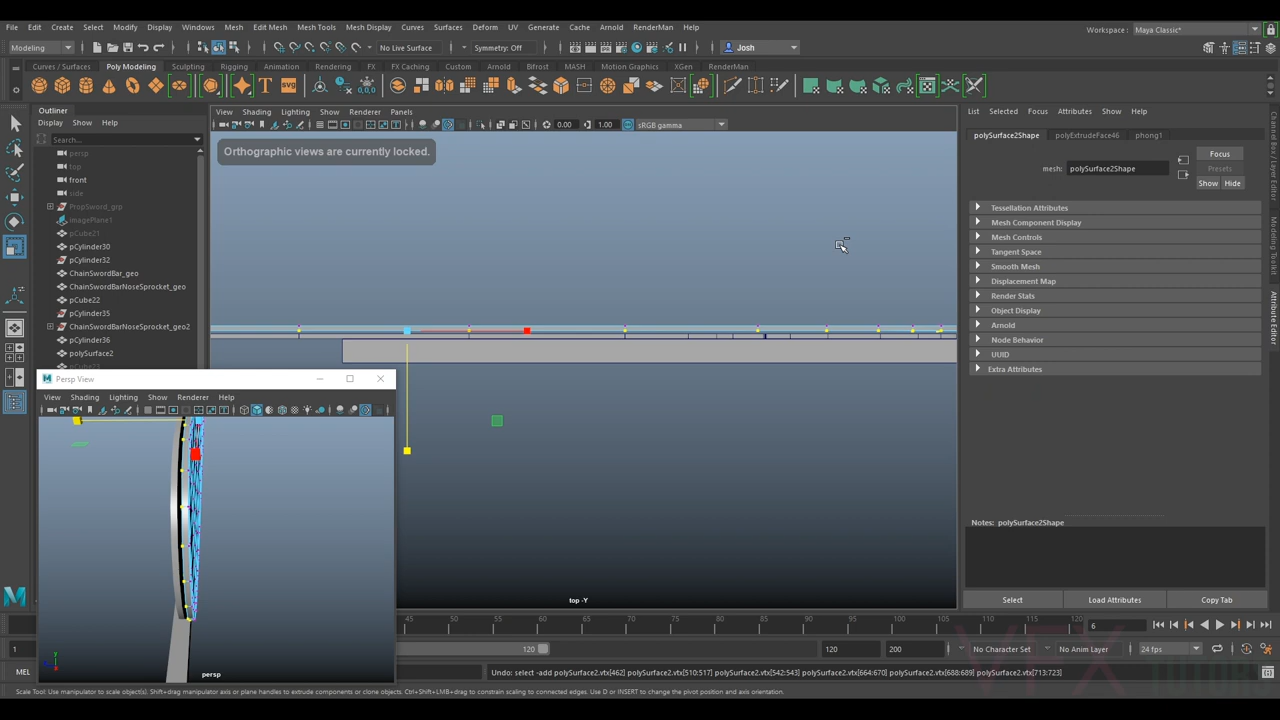 File Edit Create Select Modify Display Windows Mesh Edit Mesh Mesh Tools Mesh Display Curves Surfaces Deform UV Generate Cache Arnold RenderMan Help
Workspace : Maya Classic*
Modeling No Live Surface Symmetry: Off Josh
Curves / Surfaces Poly Modeling Sculpting Rigging Animation Rendering FX FX Caching Custom Arnold Bifrost MASH Motion Graphics XGen RenderMan
Outliner
Display Show Help
Search...
persp
top
front
side
PropSword_grp
imagePlane1
pCube21
pCylinder30
pCylinder32
ChainSwordBar_geo
ChainSwordBarNoseSprocket_geo
pCube22
pCylinder35
ChainSwordBarNoseSprocket_geo2
pCylinder36
polySurface2
View Shading Lighting Show Renderer Panels
0.00 1.00 sRGB gamma
Orthographic views are currently locked.
top -Y
Persp View
View Shading Lighting Show Renderer Help
persp
List Selected Focus Attributes Show Help
polySurface2Shape polyExtrudeFace46 phong1
Focus
Presets
mesh: polySurface2Shape
Show Hide
Tessellation Attributes
Mesh Component Display
Mesh Controls
Tangent Space
Smooth Mesh
Displacement Map
Render Stats
Object Display
Arnold
Node Behavior
UUID
Extra Attributes
Notes: polySurface2Shape
Select Load Attributes Copy Tab
Channel Box / Layer Editor
Modeling Toolkit
Attribute Editor
45 50 55 60 65 70 75 80 85 90 95 100 105 110 115 120
6
1 120 120 200 No Character Set No Anim Layer 24 fps
MEL Undo: select -add polySurface2.vtx[462] polySurface2.vtx[510:517] polySurface2.vtx[542:543] polySurface2.vtx[664:670] polySurface2.vtx[688:689] polySurface2.vtx[713:723]
Scale Tool: Use manipulator to scale object(s). Shift+drag manipulator axis or plane handles to extrude components or clone objects. Ctrl+Shift+LMB+drag to constrain scaling to connected edges. Use D or INSERT to change the pivot position and axis orientation.